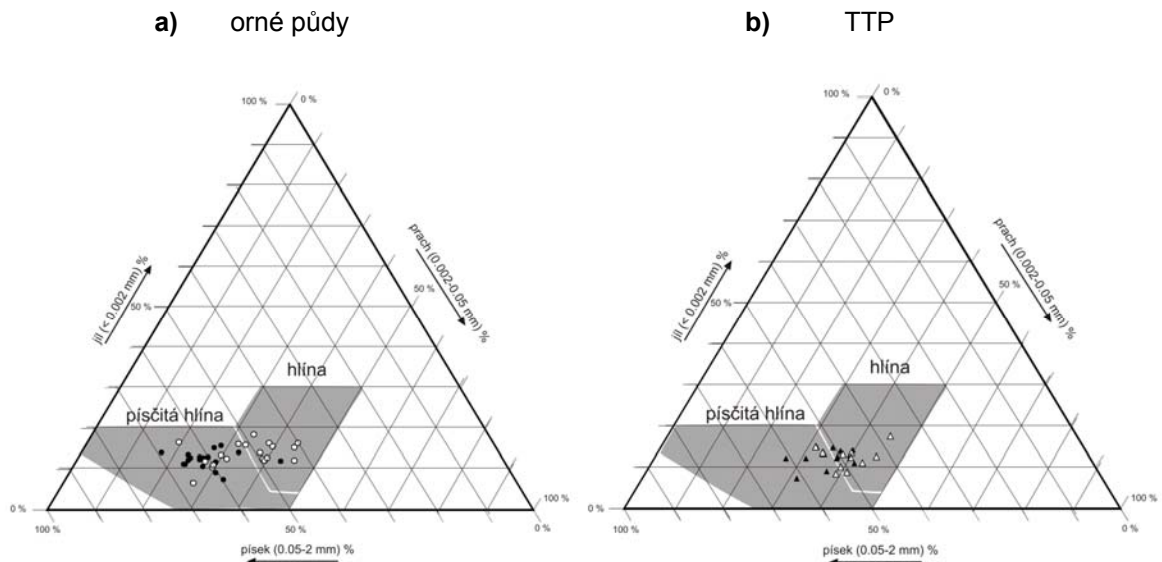 a) orné půdy
100 % 0 %
jíl (< 0.002 mm) %
50 %
prach (0.002-0.05 mm) %
50 %
hlína
písčitá hlína
0 % 100 %
100 % 50 % 0 %
písek (0.05-2 mm) %
b) TTP
100 % 0 %
jíl (< 0.002 mm) %
50 %
prach (0.002-0.05 mm) %
50 %
hlína
písčitá hlína
0 % 100 %
100 % 50 % 0 %
písek (0.05-2 mm) %